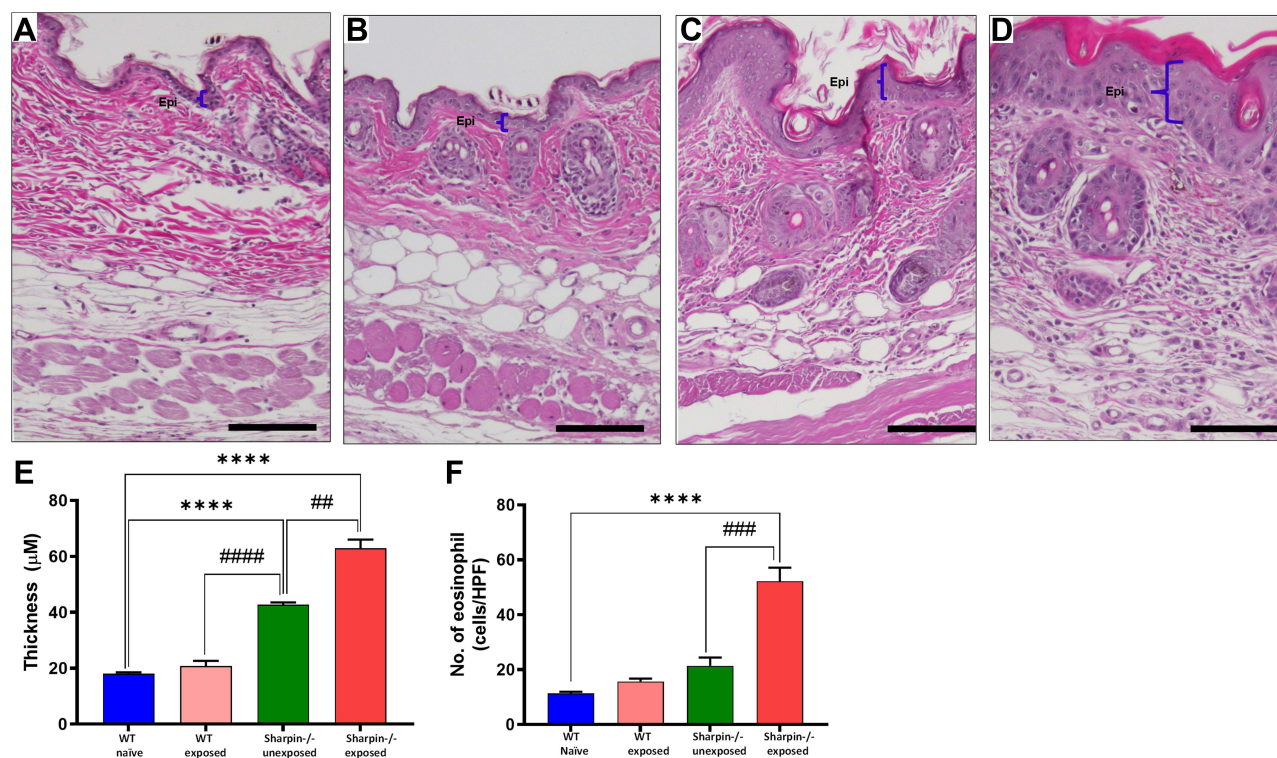 A
B
C
D
Epi
Epi
Epi
Epi
E
****
****
##
####
Thickness (μM)
80
60
40
20
0
WT
naïve
WT
exposed
Sharpin-/-
unexposed
Sharpin-/-
exposed
F
****
###
No. of eosinophil
(cells/HPF)
80
60
40
20
0
WT
Naïve
WT
exposed
Sharpin-/-
unexposed
Sharpin-/-
exposed